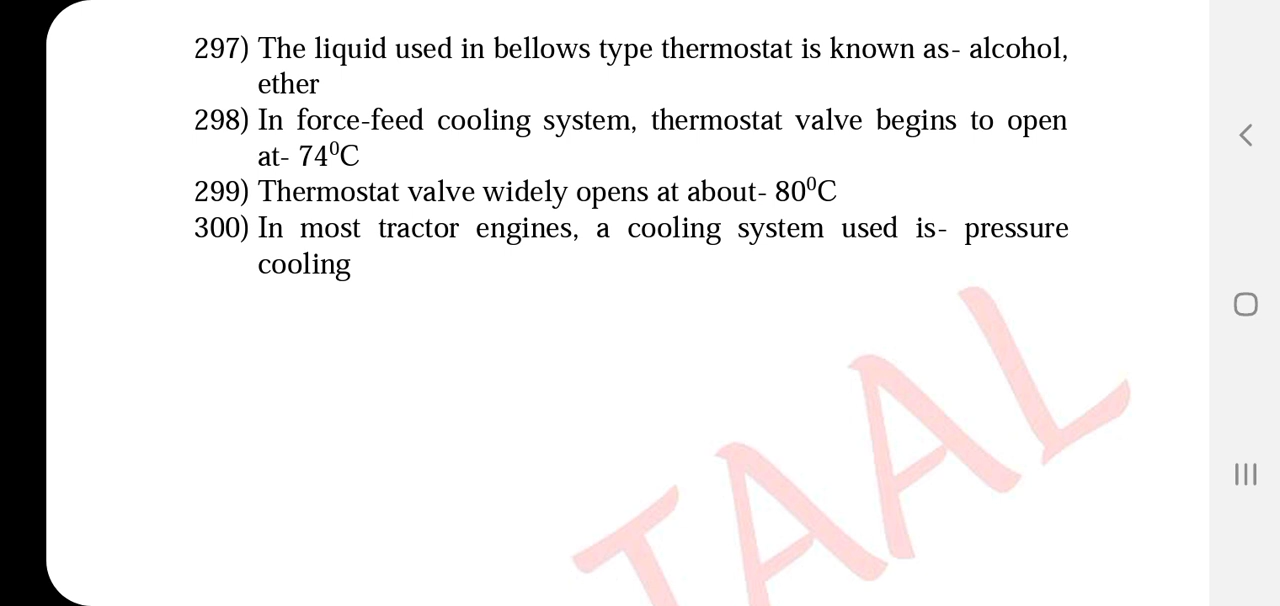 297) The liquid used in bellows type thermostat is known as- alcohol,
ether
298) In force-feed cooling system, thermostat valve begins to open
at- 74⁰C
299) Thermostat valve widely opens at about- 80⁰C
300) In most tractor engines, a cooling system used is- pressure
cooling
TAAL